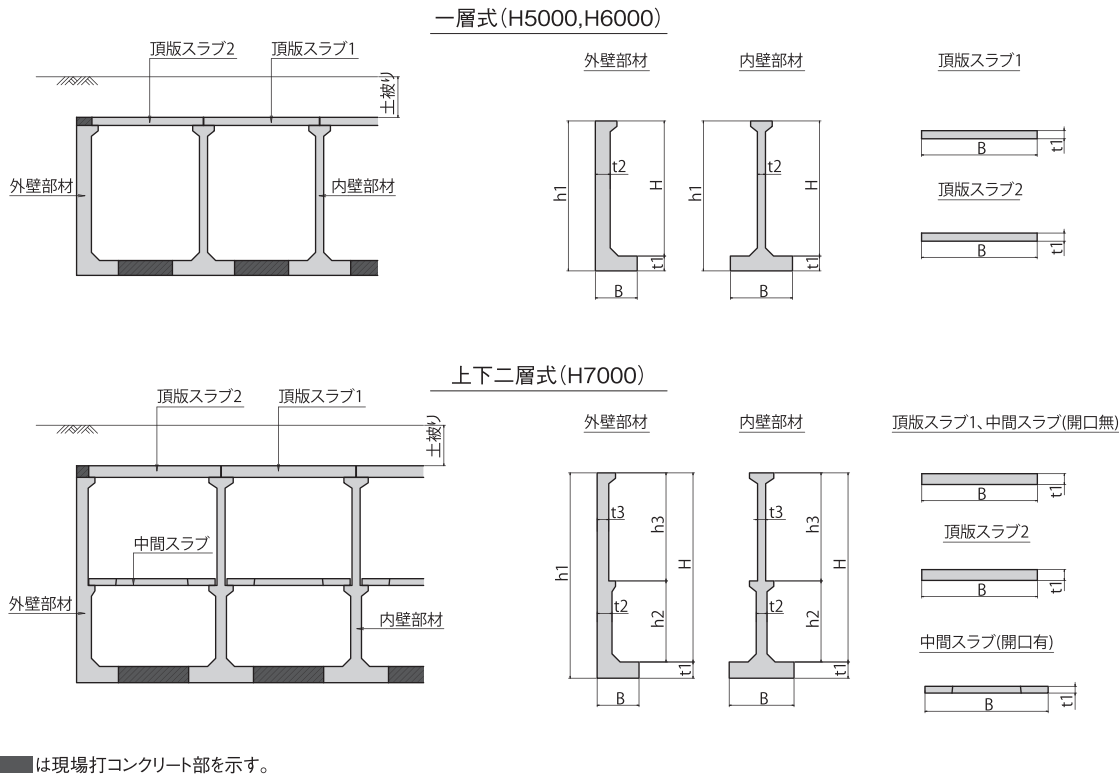 一層式(H5000,H6000)
頂版スラブ2
頂版スラブ1
土被り
外壁部材
内壁部材
外壁部材
h1
t2
H
t1
B
内壁部材
h1
t2
H
t1
B
頂版スラブ1
B
t1
頂版スラブ2
B
t1
上下二層式(H7000)
頂版スラブ2
頂版スラブ1
土被り
中間スラブ
外壁部材
内壁部材
外壁部材
h1
t3
h3
H
t2
h2
t1
B
内壁部材
t3
h3
H
t2
h2
t1
B
頂版スラブ1、中間スラブ(開口無)
B
t1
頂版スラブ2
B
t1
中間スラブ(開口有)
B
t1
は現場打コンクリート部を示す。